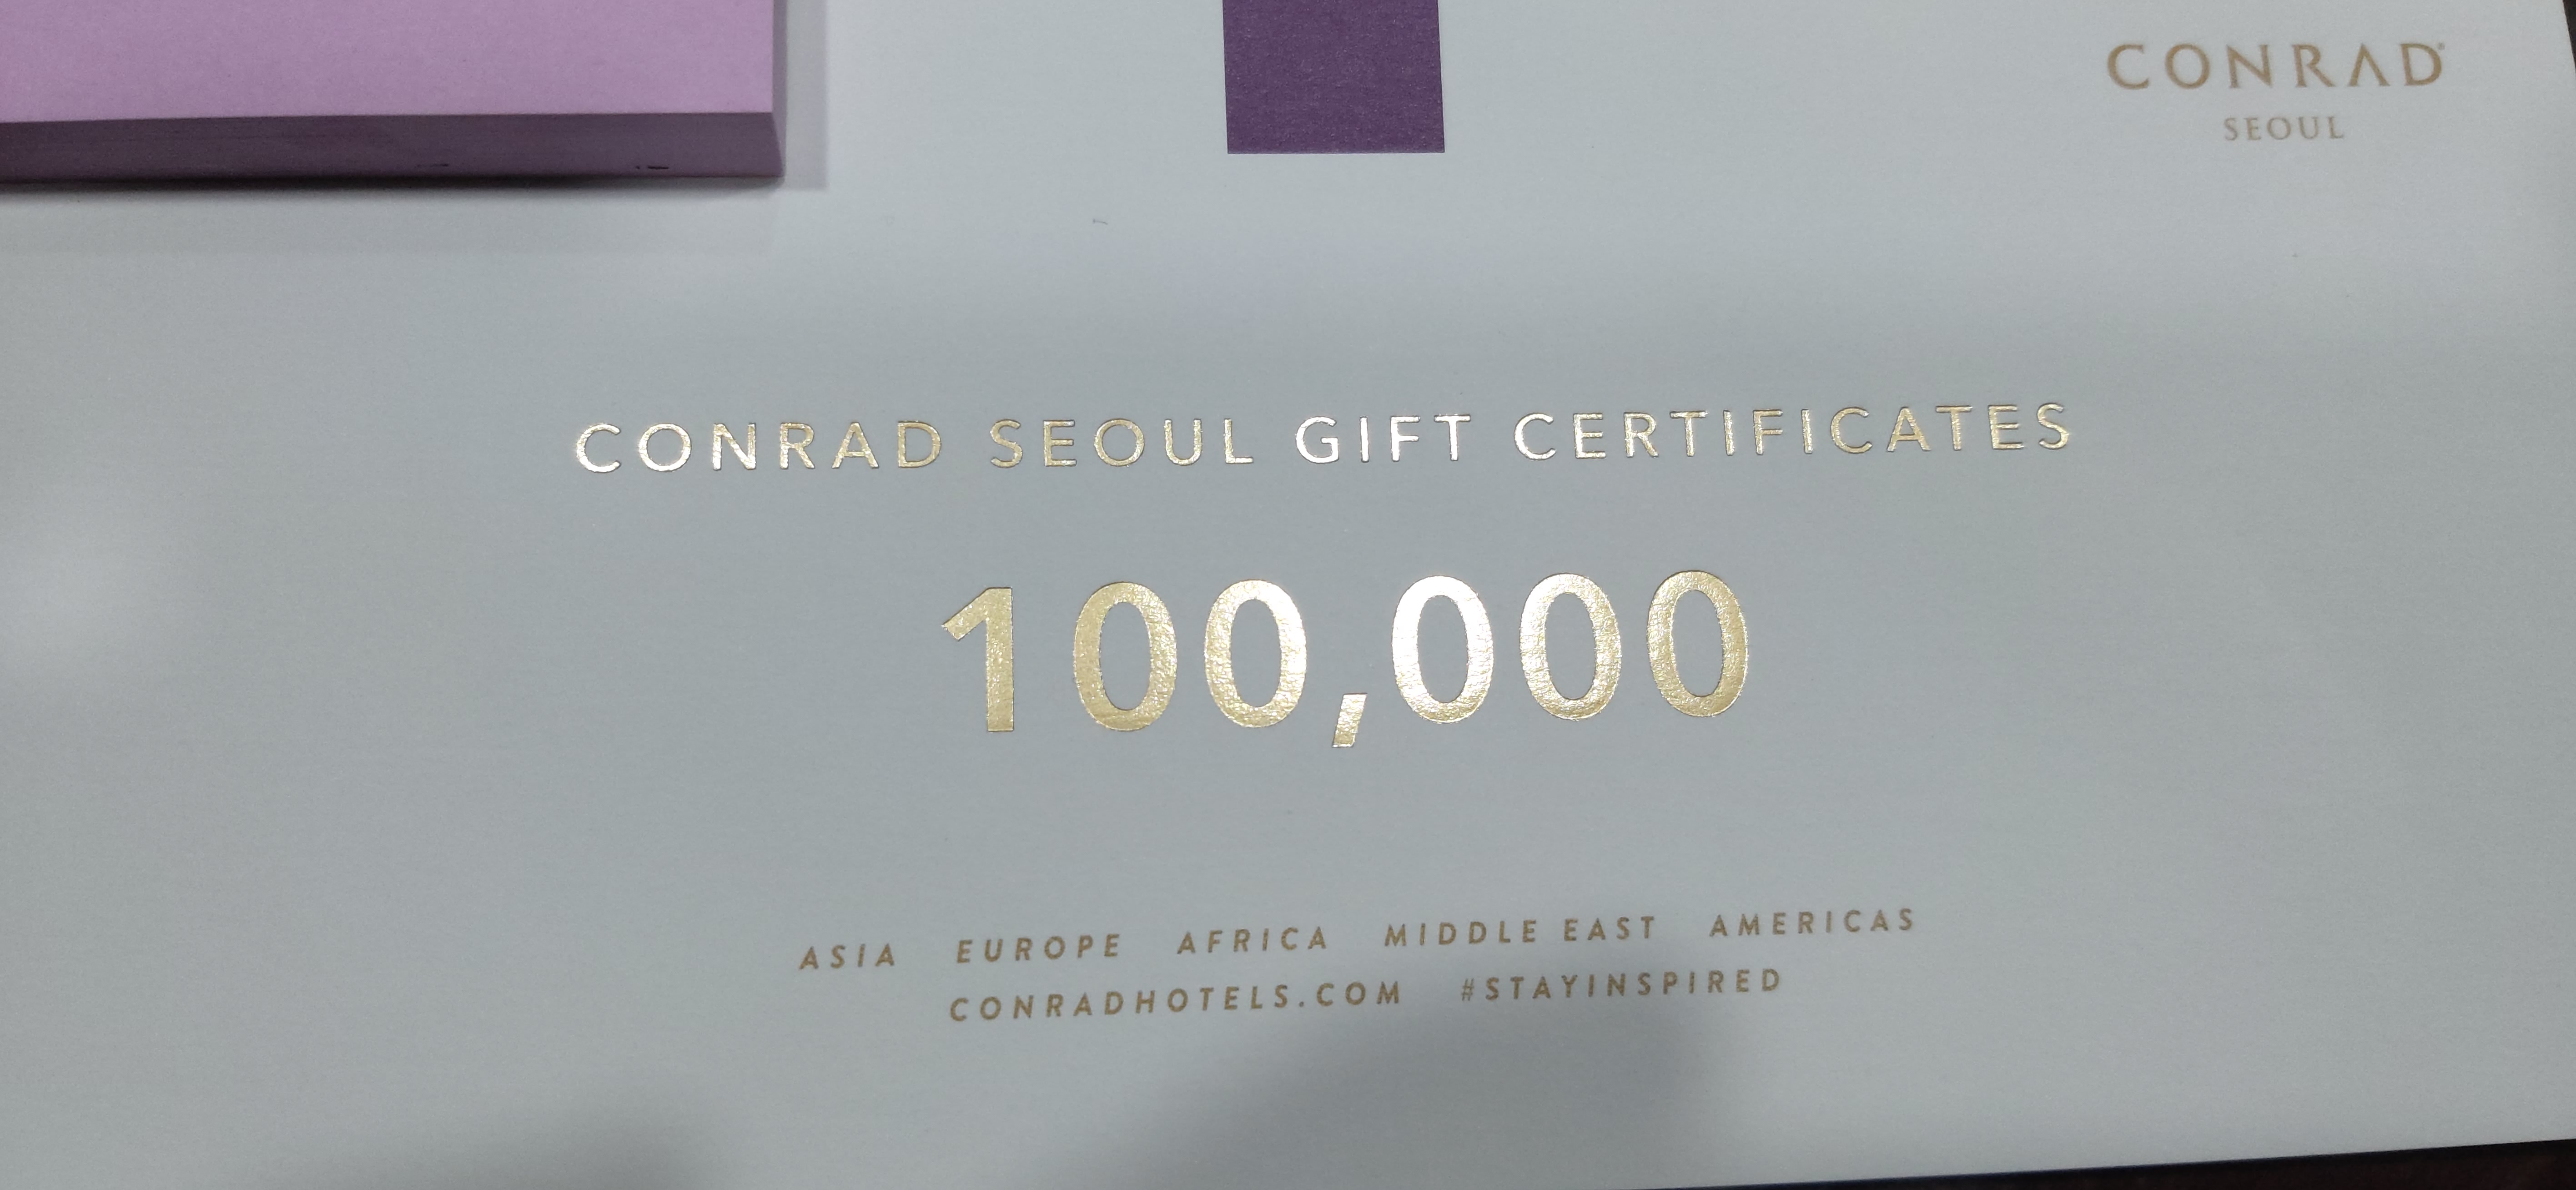 CONRAD
SEOUL
CONRAD SEOUL GIFT CERTIFICATES
100,000
ASIA EUROPE AFRICA MIDDLE EAST AMERICAS
CONRADHOTELS.COM #STAYINSPIRED